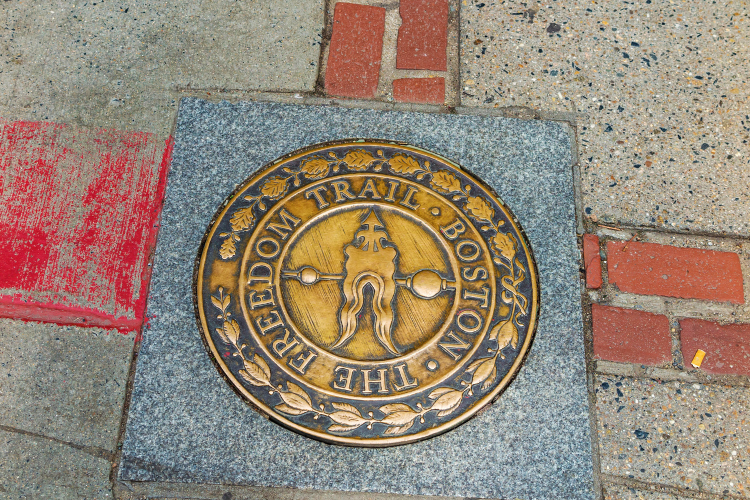 THE FREEDOM TRAIL · BOSTON ·